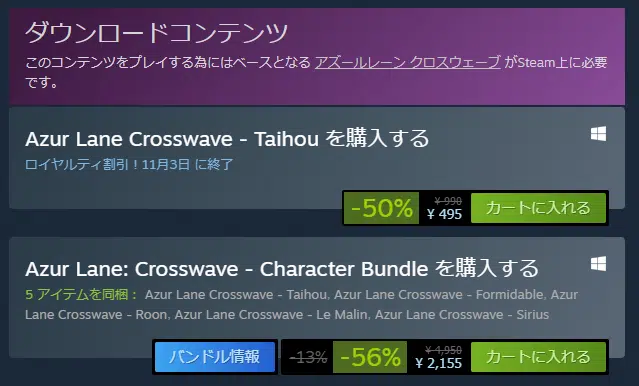 ダウンロードコンテンツ
このコンテンツをプレイする為にはベースとなる アズールレーン クロスウェーブ がSteam上に必要
です。
Azur Lane Crosswave - Taihou を購入する
ロイヤルティ割引！11月3日 に終了
-50%
¥ 990
¥ 495
カートに入れる
Azur Lane: Crosswave - Character Bundle を購入する
5 アイテムを同梱： Azur Lane Crosswave - Taihou, Azur Lane Crosswave - Formidable, Azur
Lane Crosswave - Roon, Azur Lane Crosswave - Le Malin, Azur Lane Crosswave - Sirius
バンドル情報
-13%
-56%
¥ 4,950
¥ 2,155
カートに入れる